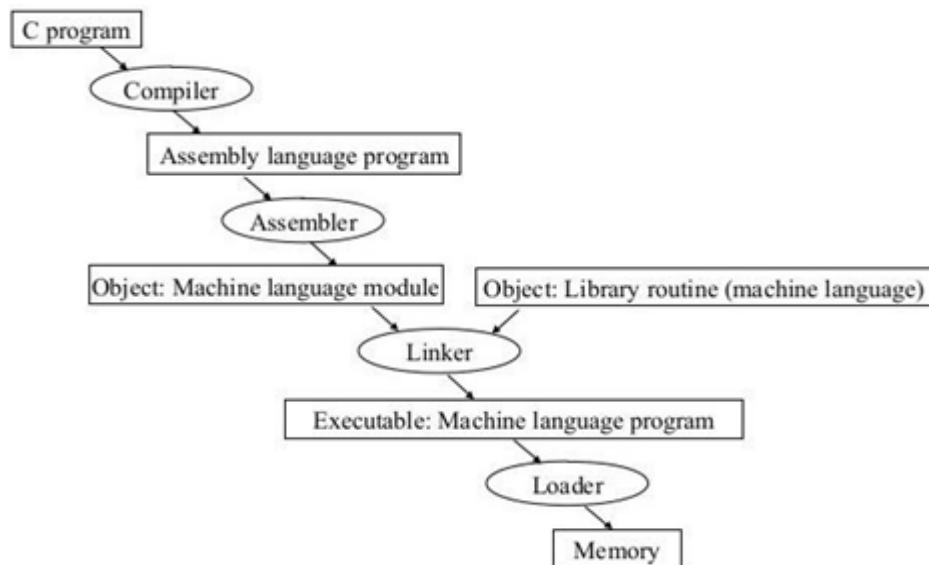 C program
Compiler
Assembly language program
Assembler
Object: Machine language module
Object: Library routine (machine language)
Linker
Executable: Machine language program
Loader
Memory